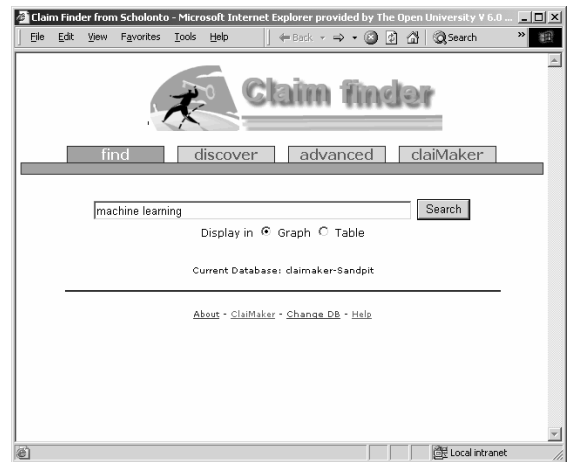 Claim Finder from Scholonto - Microsoft Internet Explorer provided by The Open University V 6.0 ...
File Edit View Favorites Tools Help Back Search »
Claim finder
find discover advanced claiMaker
machine learning Search
Display in Graph Table
Current Database: claimaker-Sandpit
About - ClaiMaker - Change DB - Help
Local intranet